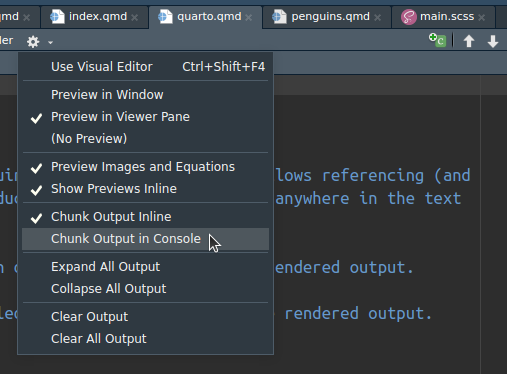 .qmd index.qmd quarto.qmd penguins.qmd main.scss
Use Visual Editor Ctrl+Shift+F4
Preview in Window
Preview in Viewer Pane
(No Preview)
Preview Images and Equations
lows referencing (and
Show Previews Inline
anywhere in the text
Chunk Output Inline
Chunk Output in Console
Expand All Output
endered output.
Collapse All Output
Clear Output
rendered output.
Clear All Output